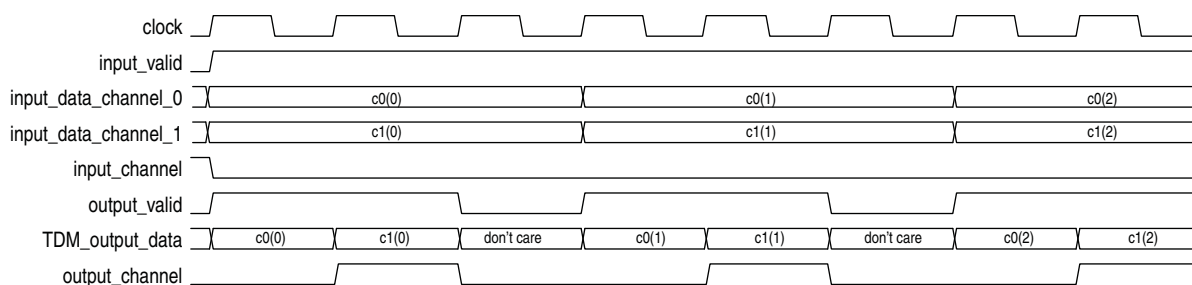 clock
input_valid
input_data_channel_0 c0(0) c0(1) c0(2)
input_data_channel_1 c1(0) c1(1) c1(2)
input_channel
output_valid
TDM_output_data c0(0) c1(0) don't care c0(1) c1(1) don't care c0(2) c1(2)
output_channel